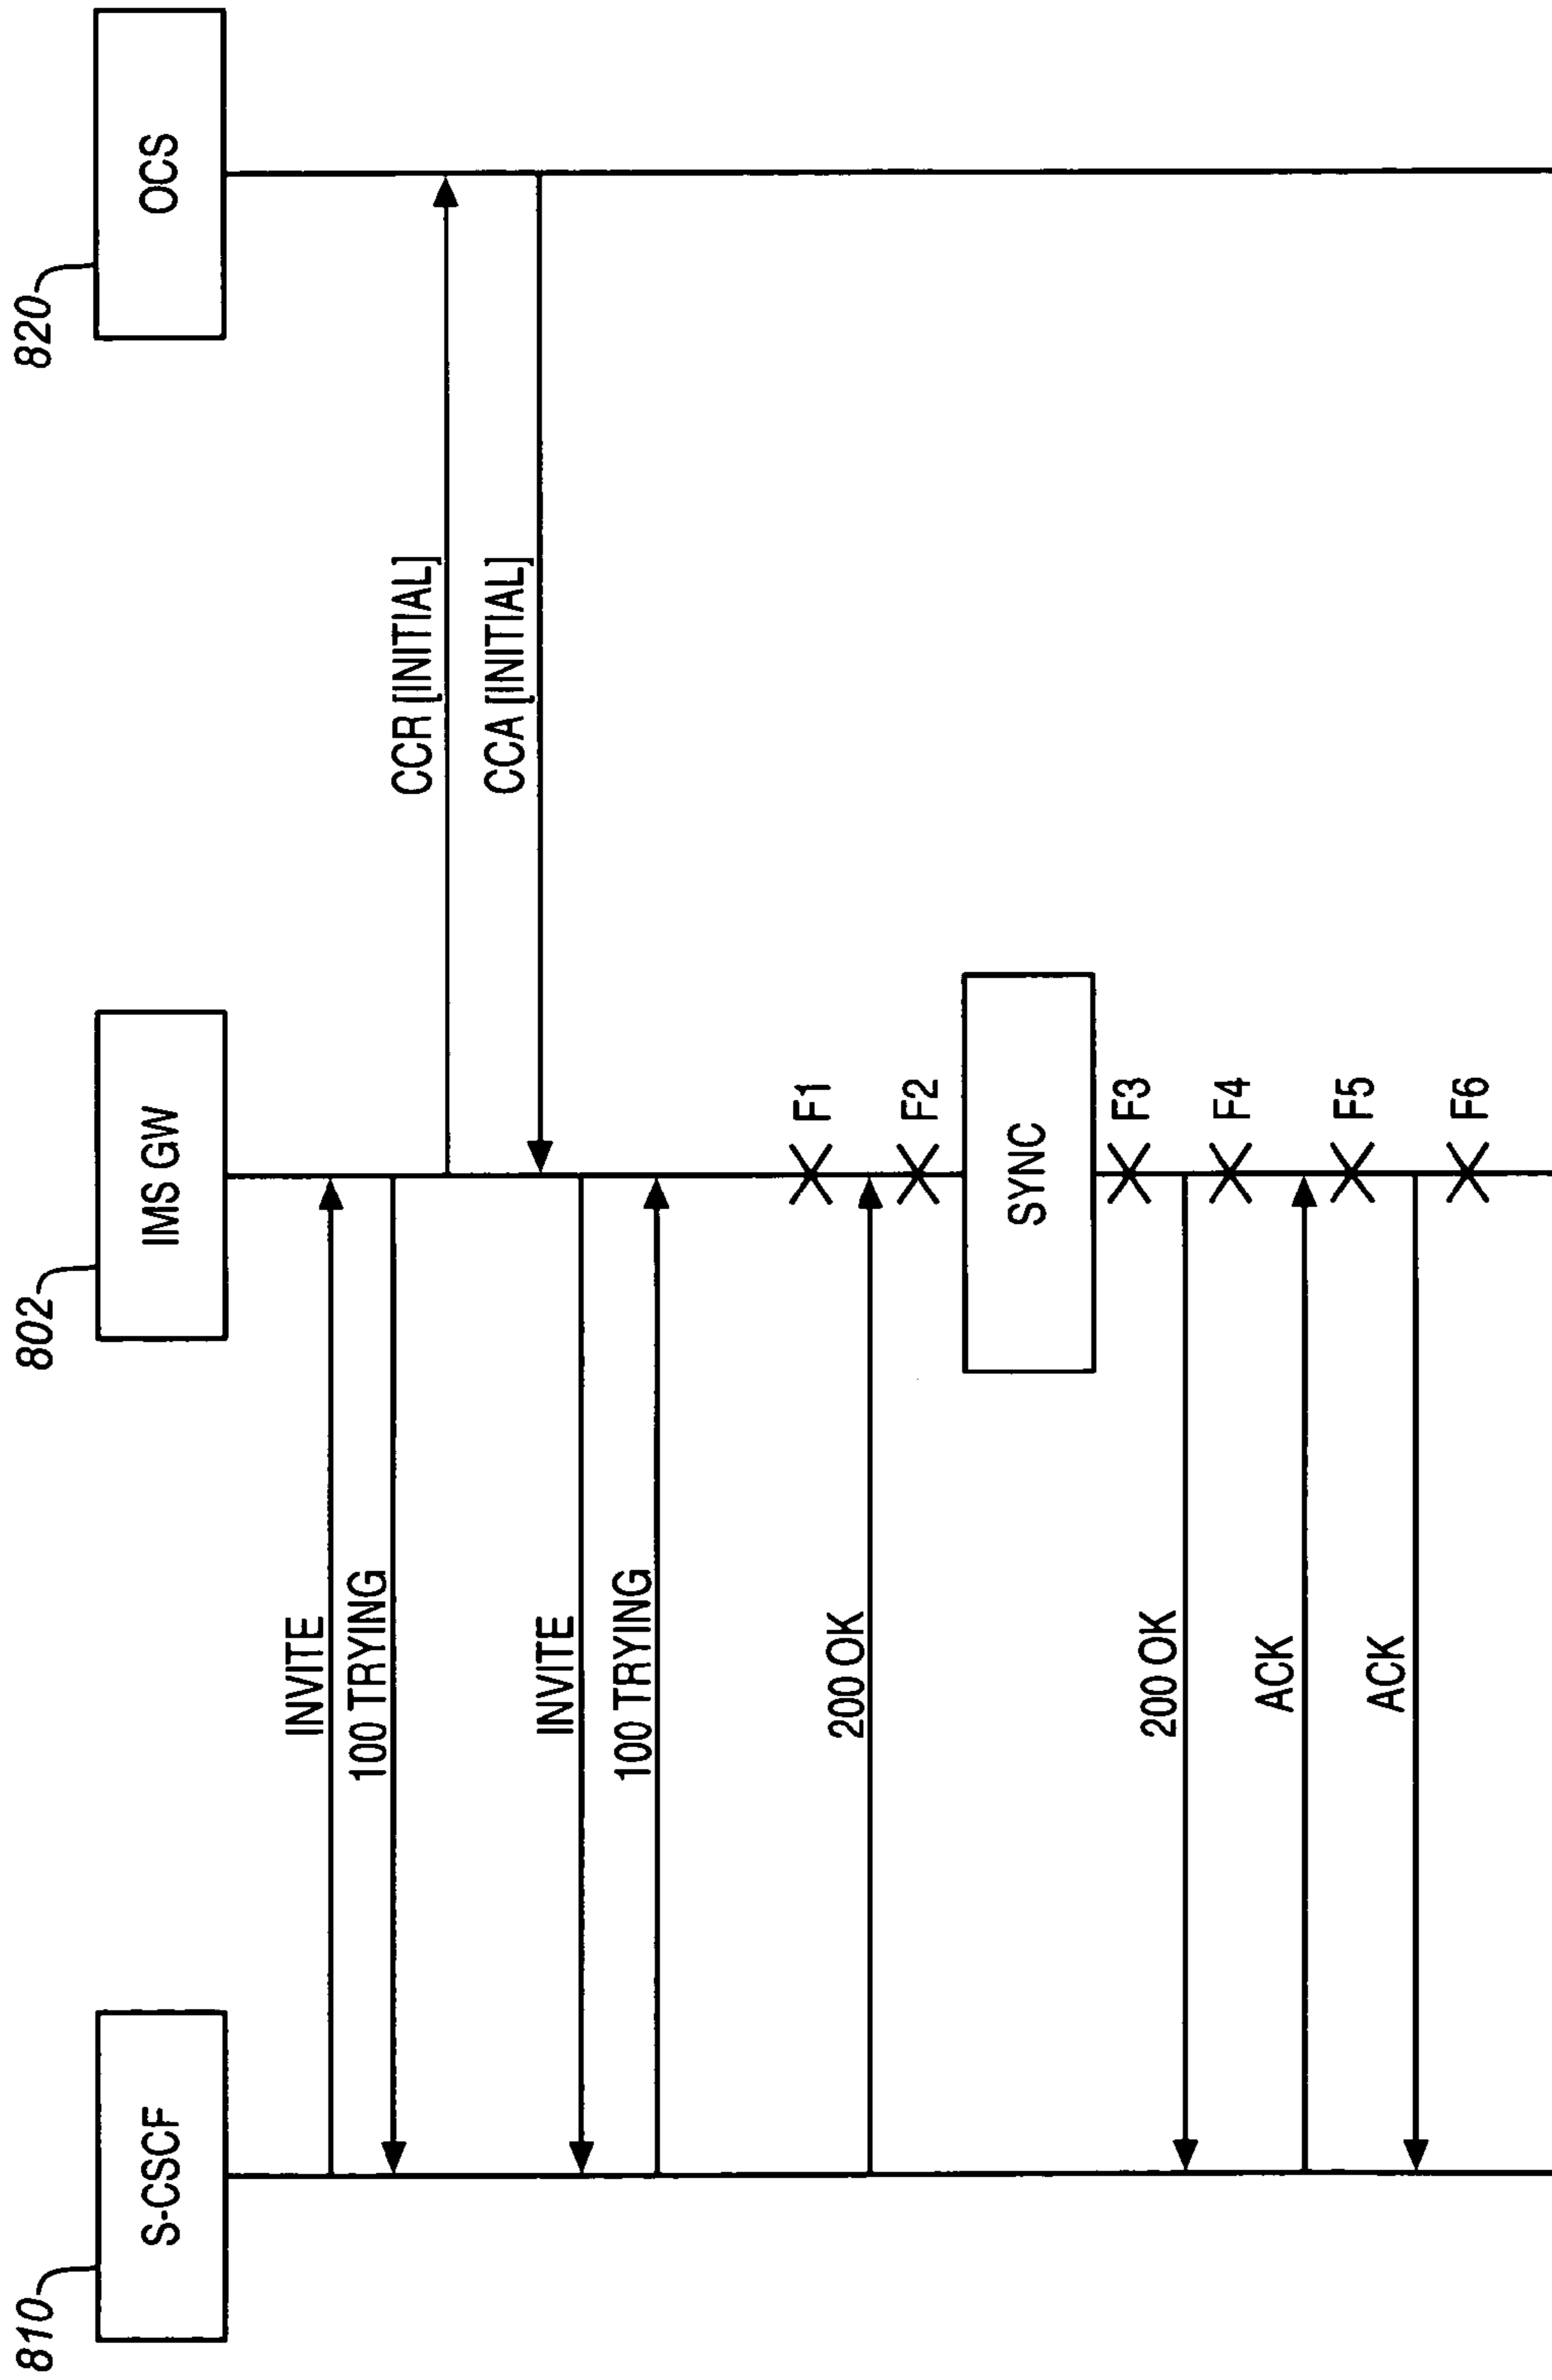 810
S-CSCF
802
IMS GW
820
OCS
INVITE
100 TRYING
CCR [INITIAL]
CCA [INITIAL]
INVITE
100 TRYING
F1
200 OK
F2
SYNC
F3
200 OK
F4
ACK
F5
ACK
F6